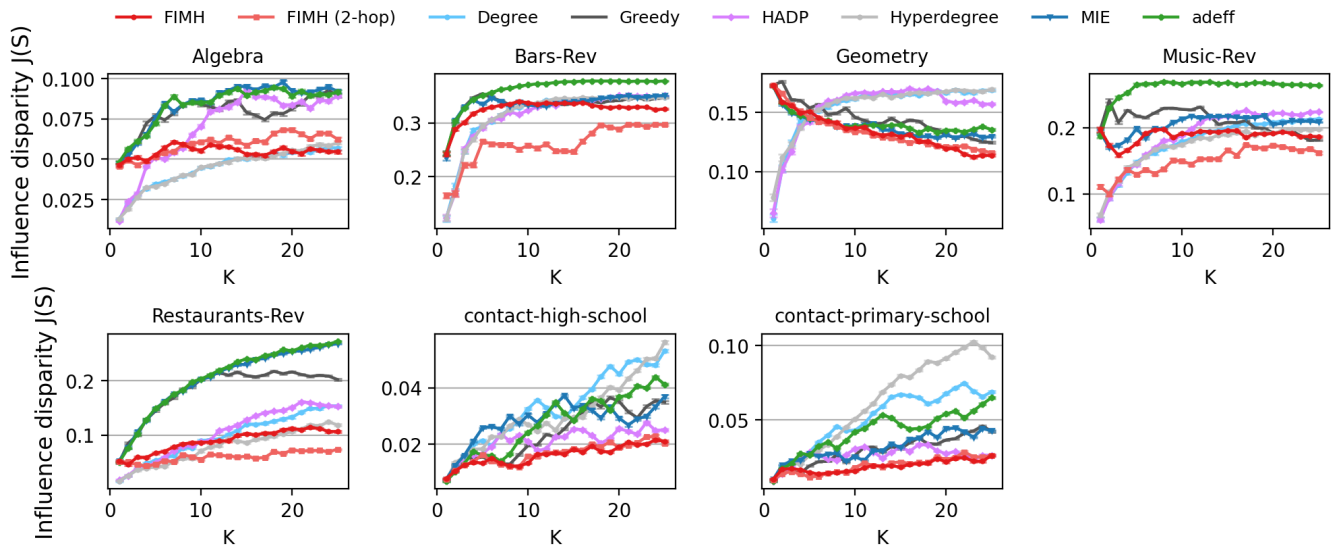 FIMH FIMH (2-hop) Degree Greedy HADP Hyperdegree MIE adeff
Algebra Bars-Rev Geometry Music-Rev
Influence disparity J(S)
0.100
0.075
0.050
0.025
0 10 20
K
0.3
0.2
0 10 20
K
0.15
0.10
0 10 20
K
0.2
0.1
0 10 20
K
Restaurants-Rev contact-high-school contact-primary-school
Influence disparity J(S)
0.2
0.1
0 10 20
K
0.04
0.02
0 10 20
K
0.10
0.05
0 10 20
K